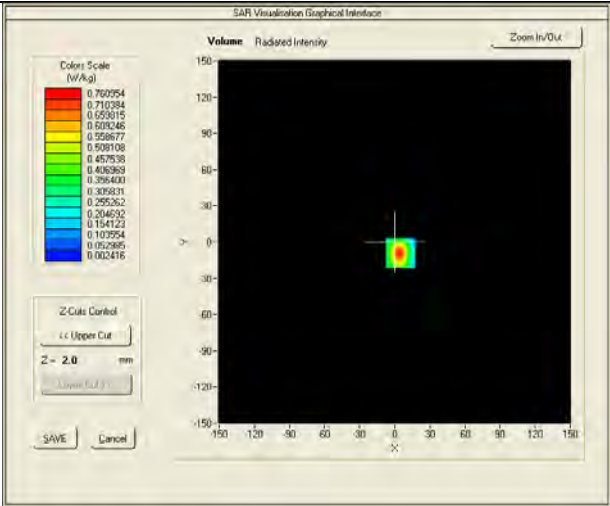 SAR Visualisation Graphical Interface
Volume Radiated Intensity
Zoom In/Out
Colors Scale
(W/kg)
0.760954
0.710384
0.659815
0.609246
0.558677
0.508108
0.457538
0.406969
0.356400
0.305831
0.255262
0.204692
0.154123
0.103554
0.052985
0.002416
150
120
90
60
30
0
-30
-60
-90
-120
-150
Y
-150 -120 -90 -60 -30 0 30 60 90 120 150
X
Z-Cuts Control
<< Upper Cut
Z = 2.0 mm
SAVE Cancel